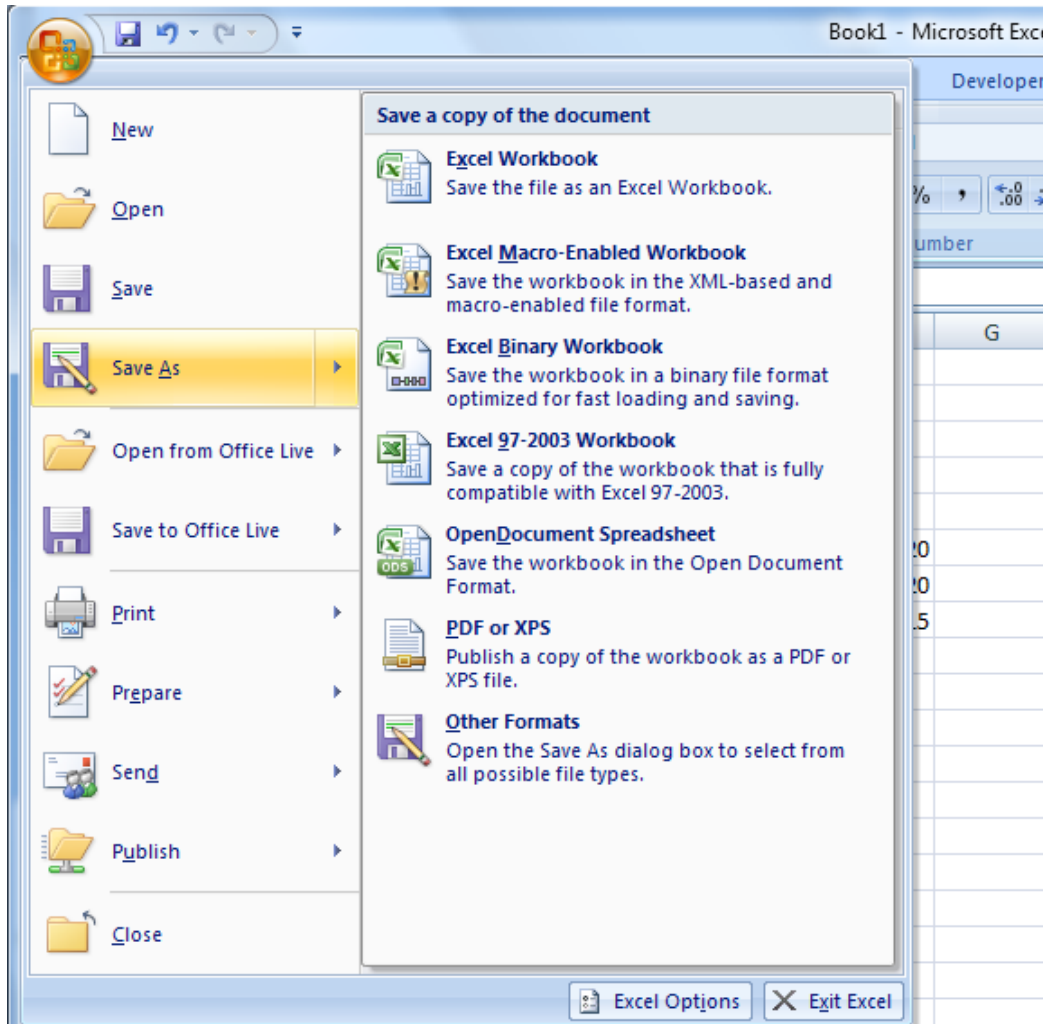 Book1 - Microsoft Exce
Developer
New
Open
Save
Save As
Open from Office Live
Save to Office Live
Print
Prepare
Send
Publish
Close
Save a copy of the document
Excel Workbook
Save the file as an Excel Workbook.
Excel Macro-Enabled Workbook
Save the workbook in the XML-based and
macro-enabled file format.
Excel Binary Workbook
Save the workbook in a binary file format
optimized for fast loading and saving.
Excel 97-2003 Workbook
Save a copy of the workbook that is fully
compatible with Excel 97-2003.
OpenDocument Spreadsheet
Save the workbook in the Open Document
Format.
ODS
PDF or XPS
Publish a copy of the workbook as a PDF or
XPS file.
Other Formats
Open the Save As dialog box to select from
all possible file types.
% , .0 .00
umber
G
20
20
15
Excel Options
Exit Excel